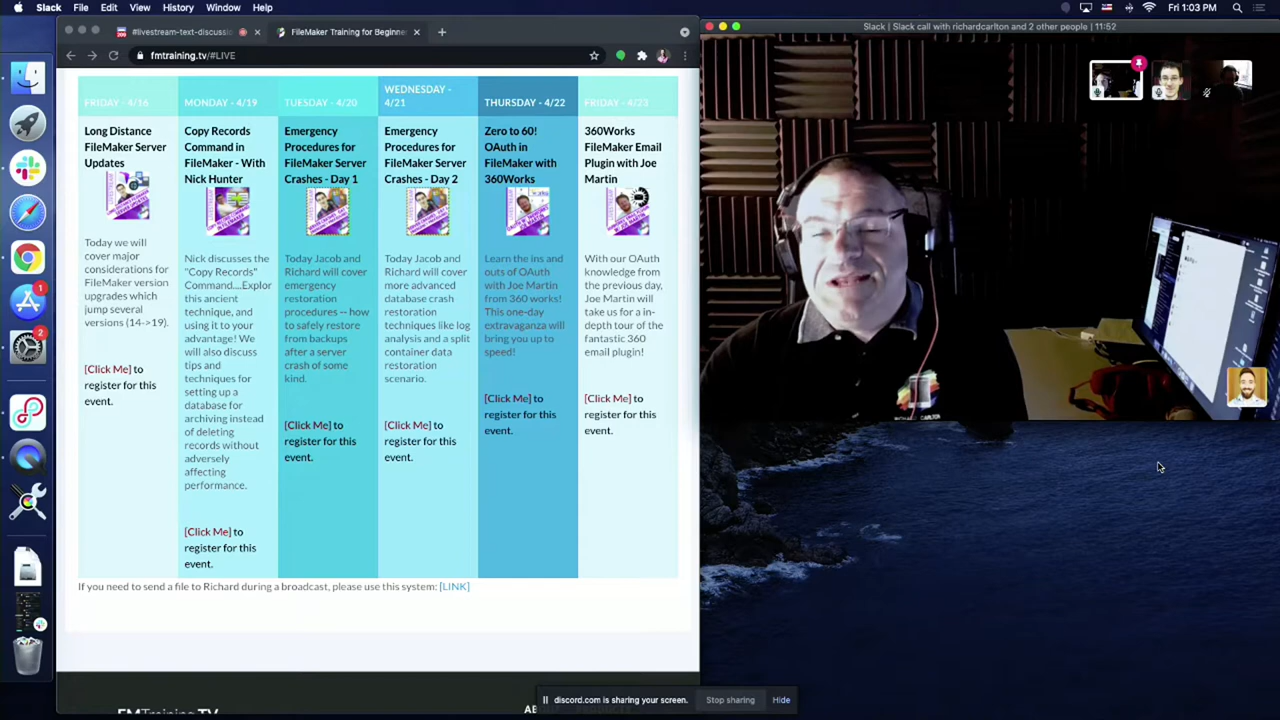 Slack File Edit View History Window Help
Fri 1:03 PM
#livestream-text-discussio
FileMaker Training for Beginne
fmtraining.tv/#LIVE
Slack | Slack call with richardcarlton and 2 other people | 11:52
FRIDAY - 4/16
Long Distance
FileMaker Server
Updates
Today we will
cover major
considerations for
FileMaker version
upgrades which
jump several
versions (14->19).
[Click Me] to
register for this
event.
MONDAY - 4/19
Copy Records
Command in
FileMaker - With
Nick Hunter
Nick discusses the
"Copy Records"
Command....Explor
this ancient
technique, and
using it to your
advantage! We
will also discuss
tips and
techniques for
setting up a
database for
archiving instead
of deleting
records without
adversely
affecting
performance.
[Click Me] to
register for this
event.
TUESDAY - 4/20
Emergency
Procedures for
FileMaker Server
Crashes - Day 1
Today Jacob and
Richard will cover
emergency
restoration
procedures -- how
to safely restore
from backups
after a server
crash of some
kind.
[Click Me] to
register for this
event.
WEDNESDAY -
4/21
Emergency
Procedures for
FileMaker Server
Crashes - Day 2
Today Jacob and
Richard will cover
more advanced
database crash
restoration
techniques like log
analysis and a split
container data
restoration
scenario.
[Click Me] to
register for this
event.
THURSDAY - 4/22
Zero to 60!
OAuth in
FileMaker with
360Works
Learn the ins and
outs of OAuth
with Joe Martin
from 360 works!
This one-day
extravaganza will
bring you up to
speed!
[Click Me] to
register for this
event.
FRIDAY - 4/23
360Works
FileMaker Email
Plugin with Joe
Martin
With our OAuth
knowledge from
the previous day,
Joe Martin will
take us for a in-
depth tour of the
fantastic 360
email plugin!
[Click Me] to
register for this
event.
If you need to send a file to Richard during a broadcast, please use this system: [LINK]
RICHARD CARLTON
1
2
discord.com is sharing your screen.
Stop sharing
Hide
FMTraining.TV